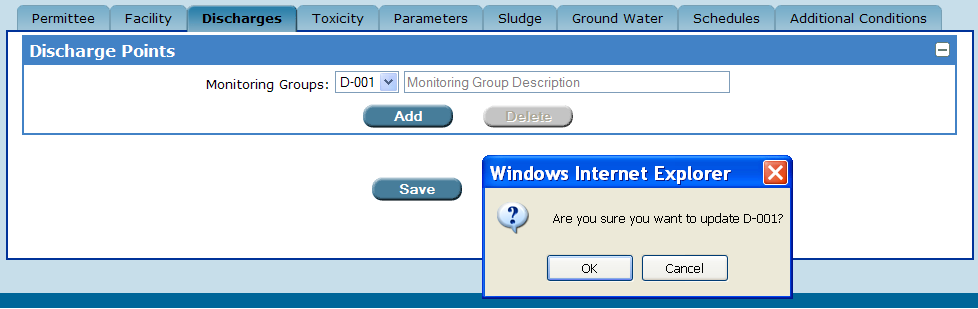 Permittee Facility Discharges Toxicity Parameters Sludge Ground Water Schedules Additional Conditions
Discharge Points
Monitoring Groups: D-001 Monitoring Group Description
Add Delete
Save
Windows Internet Explorer
Are you sure you want to update D-001?
OK Cancel